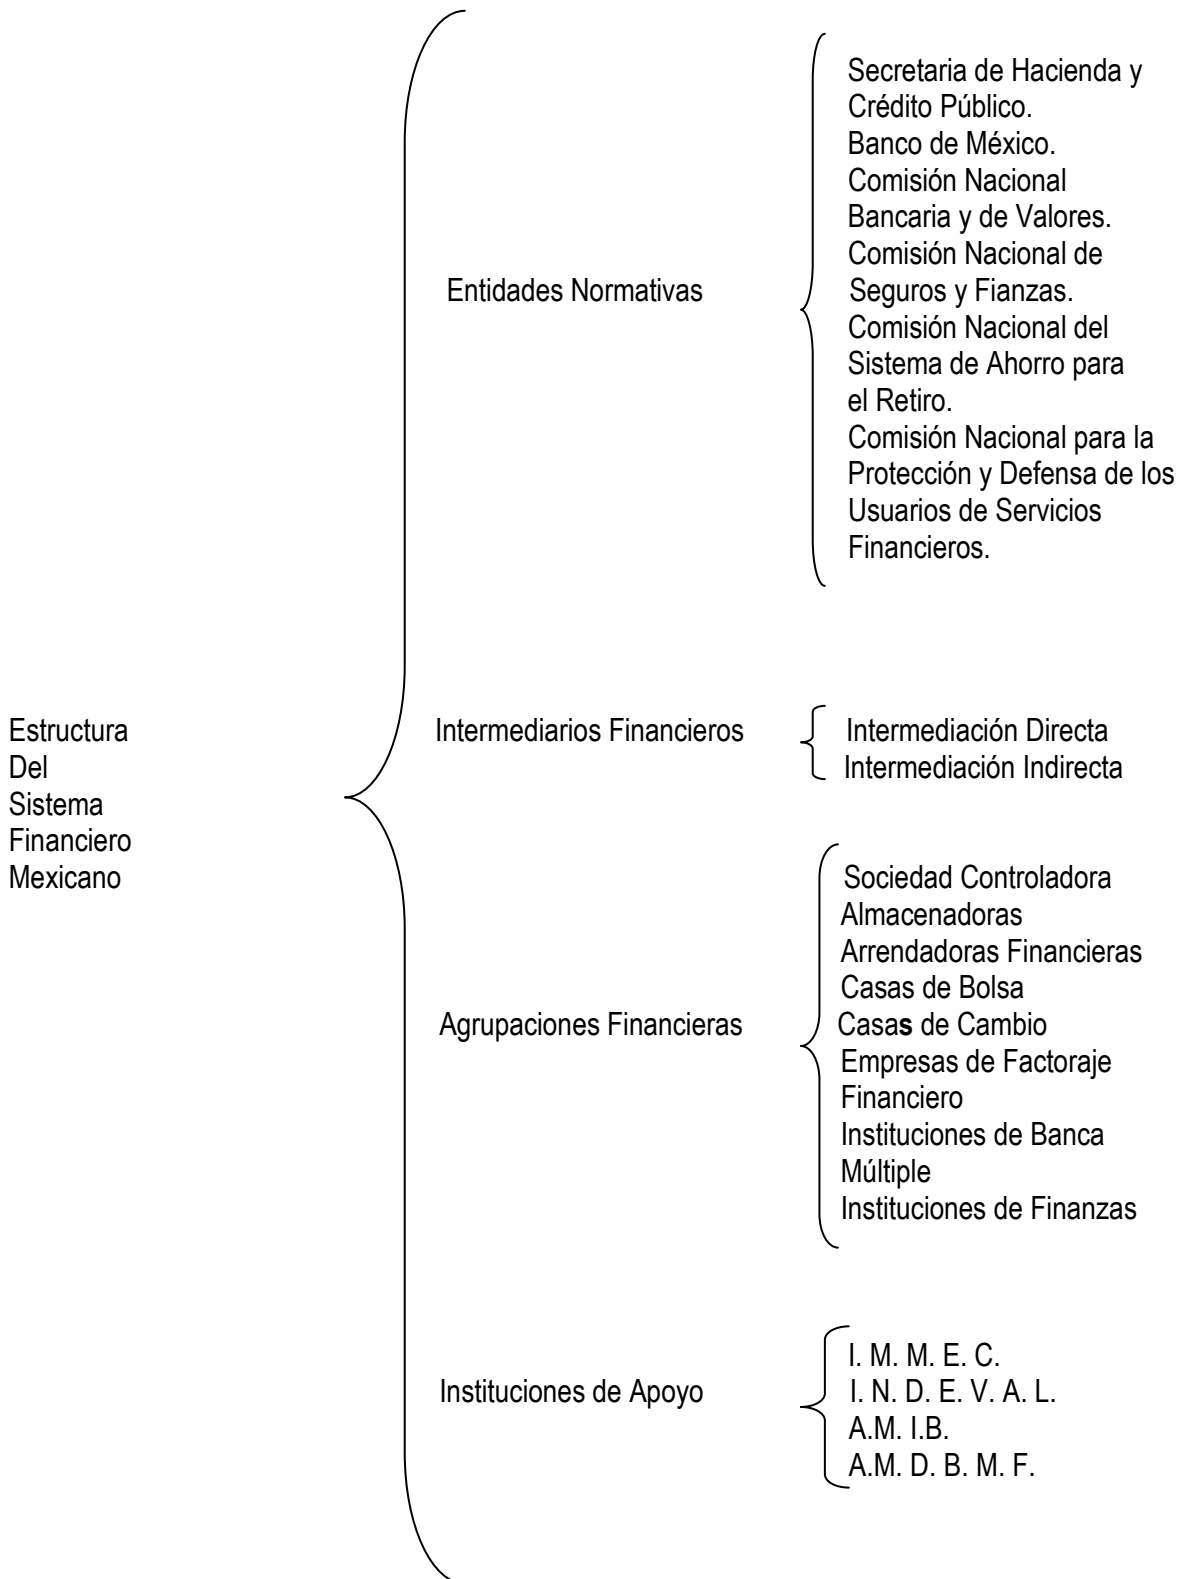 Estructura
Del
Sistema
Financiero
Mexicano
Entidades Normativas
Secretaria de Hacienda y
Crédito Público.
Banco de México.
Comisión Nacional
Bancaria y de Valores.
Comisión Nacional de
Seguros y Fianzas.
Comisión Nacional del
Sistema de Ahorro para
el Retiro.
Comisión Nacional para la
Protección y Defensa de los
Usuarios de Servicios
Financieros.
Intermediarios Financieros
Intermediación Directa
Intermediación Indirecta
Agrupaciones Financieras
Sociedad Controladora
Almacenadoras
Arrendadoras Financieras
Casas de Bolsa
Casas de Cambio
Empresas de Factoraje
Financiero
Instituciones de Banca
Múltiple
Instituciones de Finanzas
Instituciones de Apoyo
I. M. M. E. C.
I. N. D. E. V. A. L.
A.M. I.B.
A.M. D. B. M. F.